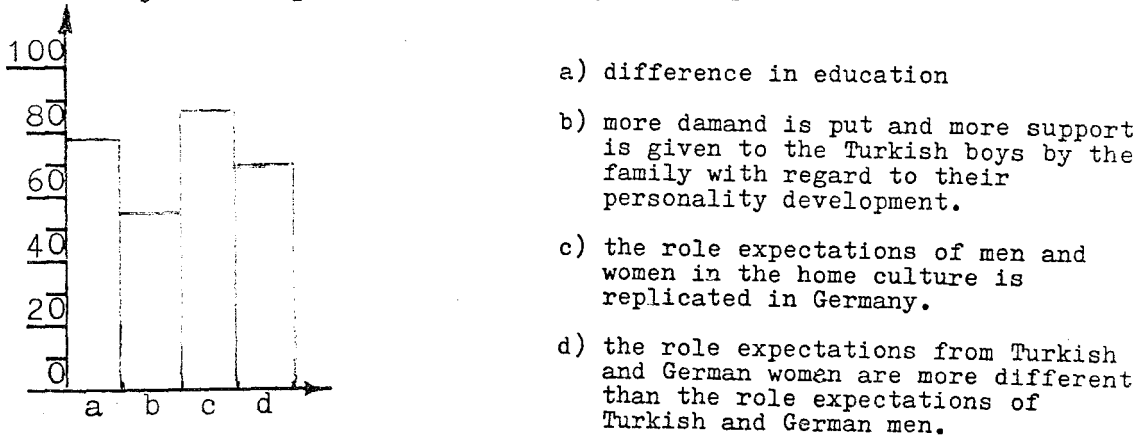 100
80
60
40
20
0
a b c d
a) difference in education
b) more damand is put and more support
is given to the Turkish boys by the
family with regard to their
personality development.
c) the role expectations of men and
women in the home culture is
replicated in Germany.
d) the role expectations from Turkish
and German women are more different
than the role expectations of
Turkish and German men.